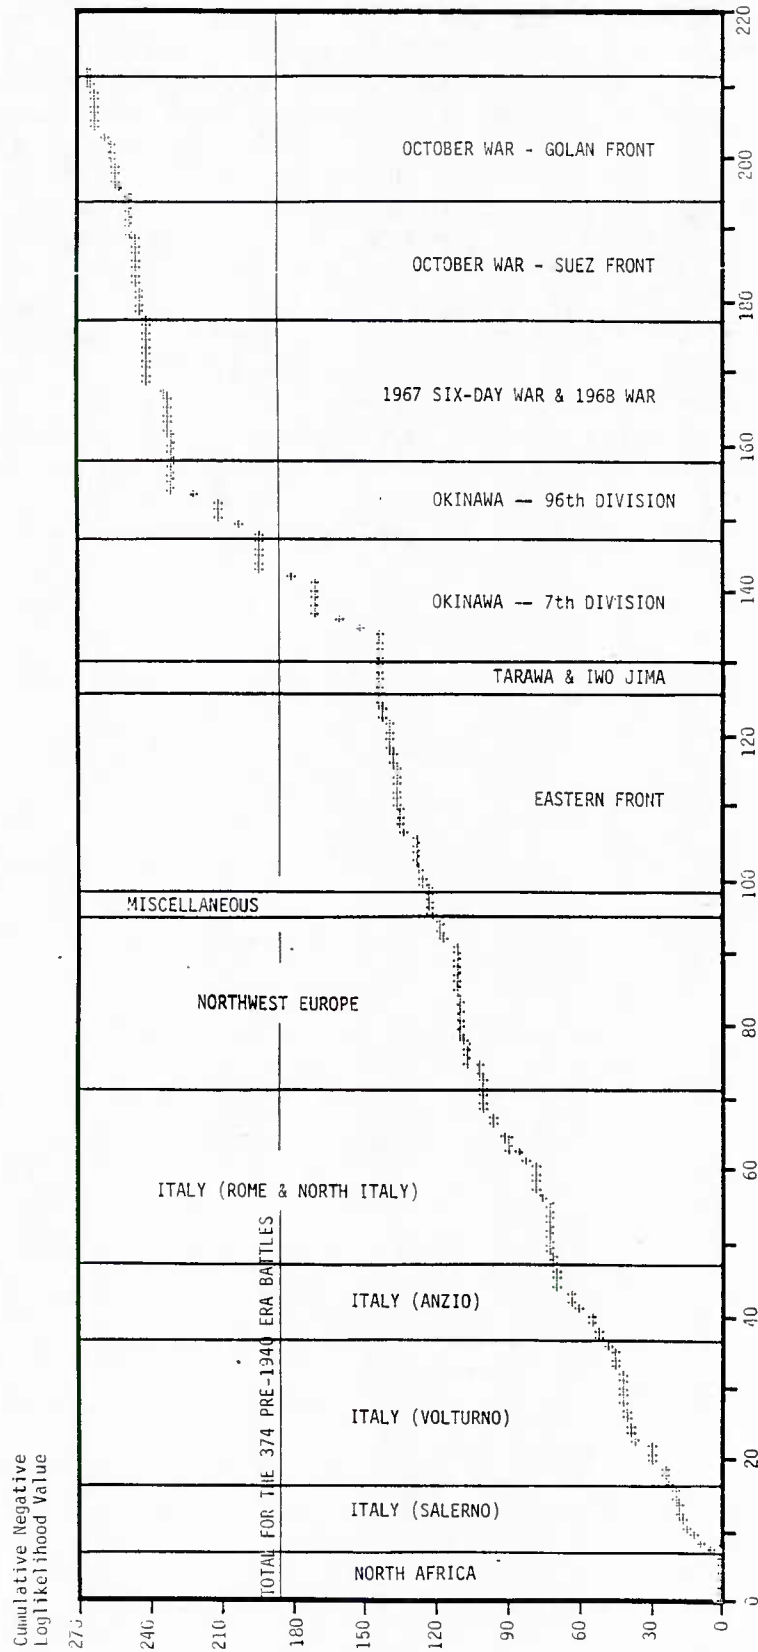 220
200
180
160
140
120
100
80
60
40
20
0
OCTOBER WAR - GOLAN FRONT
OCTOBER WAR - SUEZ FRONT
1967 SIX-DAY WAR & 1968 WAR
OKINAWA -- 96th DIVISION
OKINAWA -- 7th DIVISION
TARAWA & IWO JIMA
EASTERN FRONT
MISCELLANEOUS
NORTHWEST EUROPE
ITALY (ROME & NORTH ITALY)
ITALY (ANZIO)
ITALY (VOLTURNO)
ITALY (SALERNO)
NORTH AFRICA
TOTAL FOR THE 374 PRE-1940 ERA BATTLES
Cumulative Negative
Loglikelihood Value
270
240
210
180
150
120
90
60
30
0